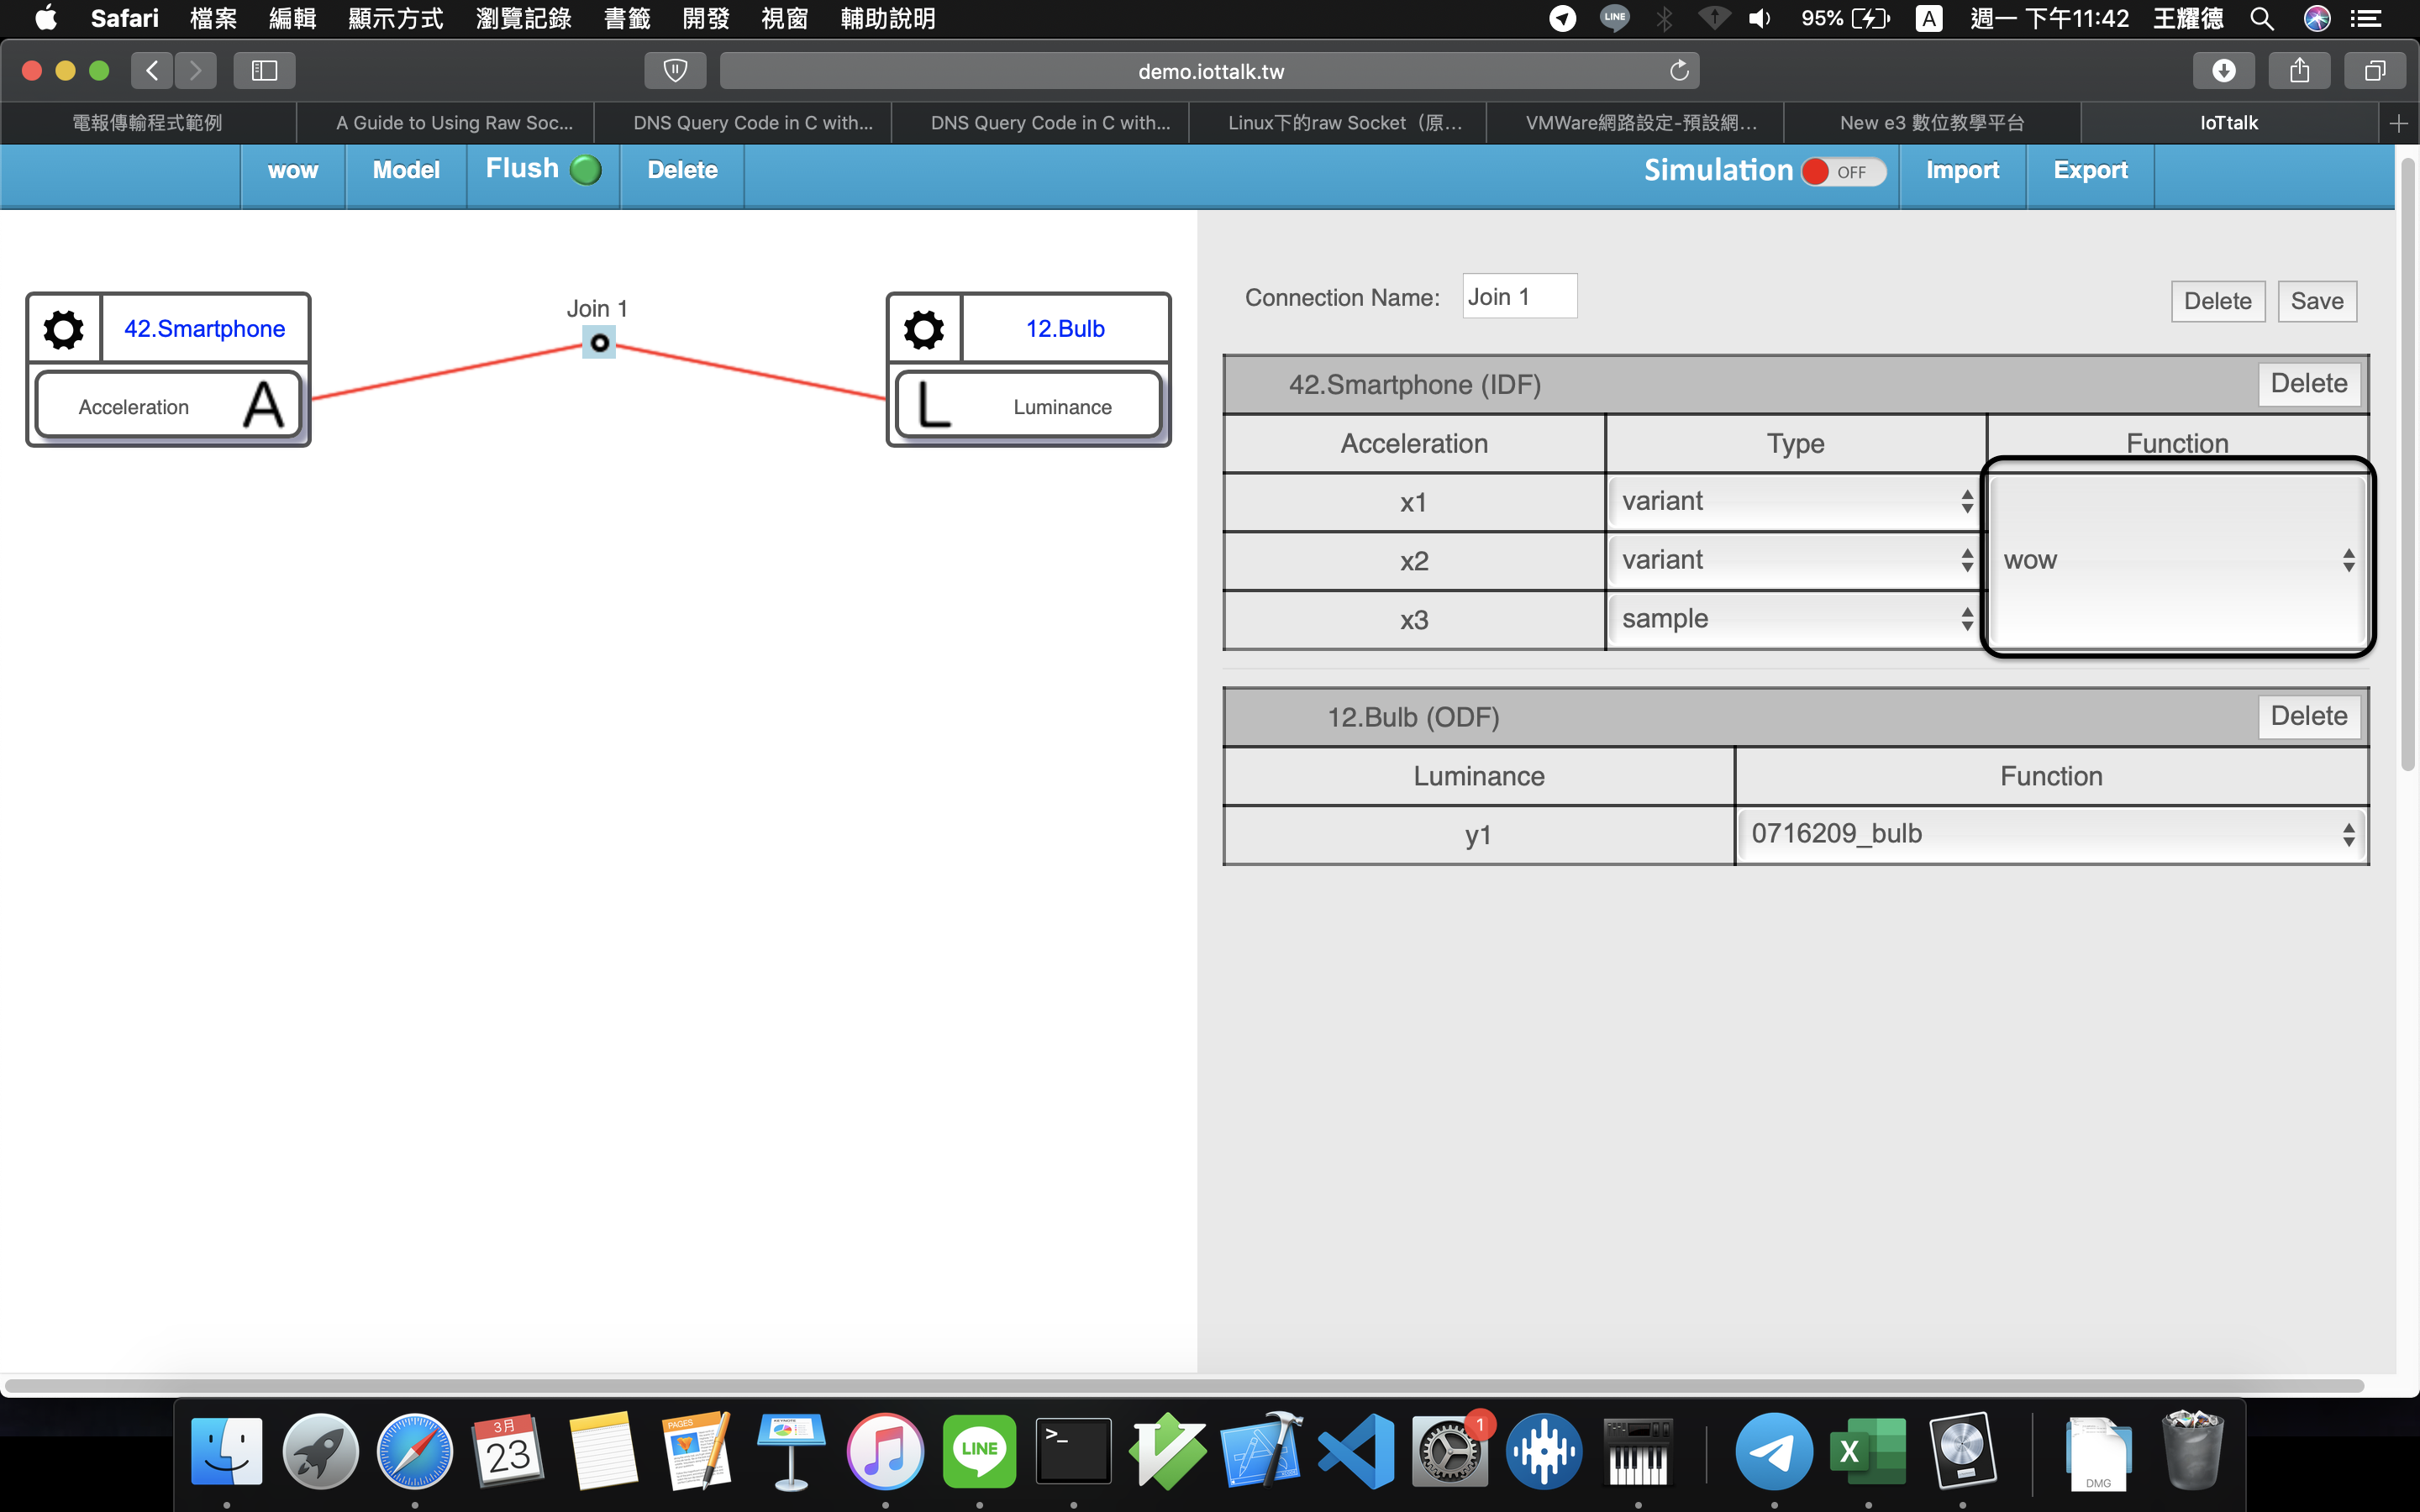 Safari 檔案 編輯 顯示方式 瀏覽記錄 書籤 開發 視窗 輔助說明 LINE 95% A 週一 下午11:42 王耀德
demo.iottalk.tw
電報傳輸程式範例 A Guide to Using Raw Soc... DNS Query Code in C with... DNS Query Code in C with... Linux下的raw Socket（原... VMWare網路設定-預設網... New e3 數位教學平台 IoTtalk
wow Model Flush Delete Simulation OFF Import Export
Connection Name: Join 1 Delete Save
Join 1
42.Smartphone
Acceleration A
12.Bulb
L Luminance
42.Smartphone (IDF) Delete
Acceleration Type Function
x1 variant
x2 variant wow
x3 sample
12.Bulb (ODF) Delete
Luminance Function
y1 0716209_bulb
3月
23
PAGES
LINE
>_
1
X
DMG